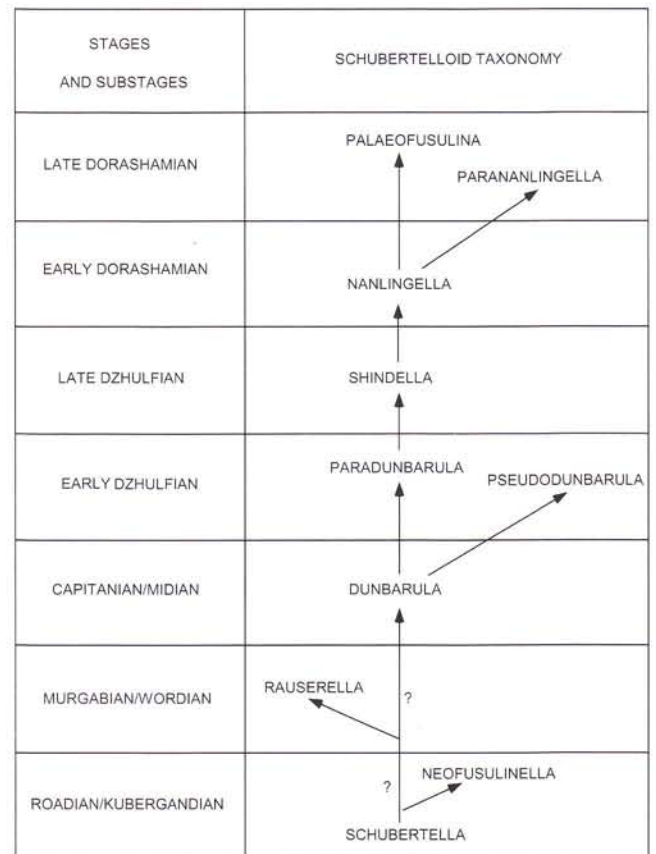 STAGES
AND SUBSTAGES
SCHUBERTELLOID TAXONOMY
LATE DORASHAMIAN
PALAEOFUSULINA
PARANANLINGELLA
EARLY DORASHAMIAN
NANLINGELLA
LATE DZHULFIAN
SHINDELLA
EARLY DZHULFIAN
PARADUNBARULA
PSEUDODUNBARULA
CAPITANIAN/MIDIAN
DUNBARULA
MURGABIAN/WORDIAN
RAUSERELLA
?
ROADIAN/KUBERGANDIAN
?
NEOFUSULINELLA
SCHUBERTELLA